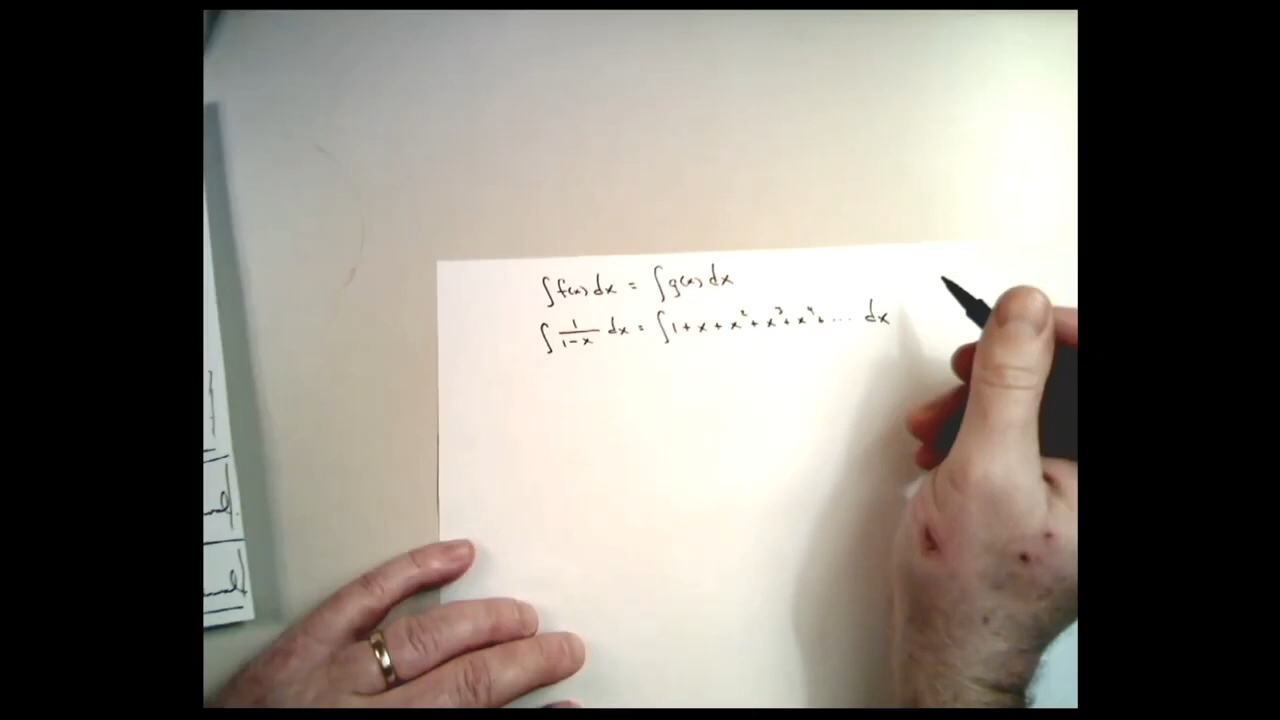 ∫f(x) dx = ∫g(x) dx
∫ 1/(1-x) dx = ∫1 + x + x² + x³ + x⁴ + ... dx